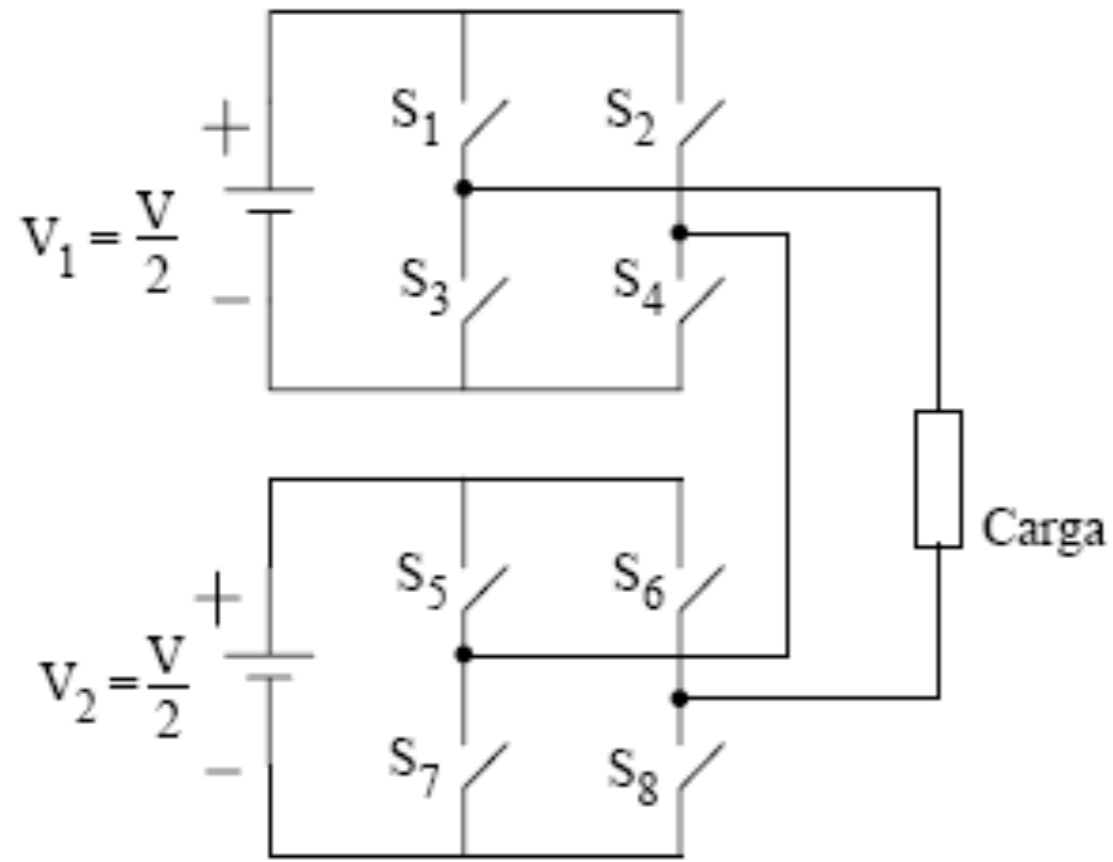 +
S1
S2
V1 = V/2
−
S3
S4
Carga
+
S5
S6
V2 = V/2
−
S7
S8